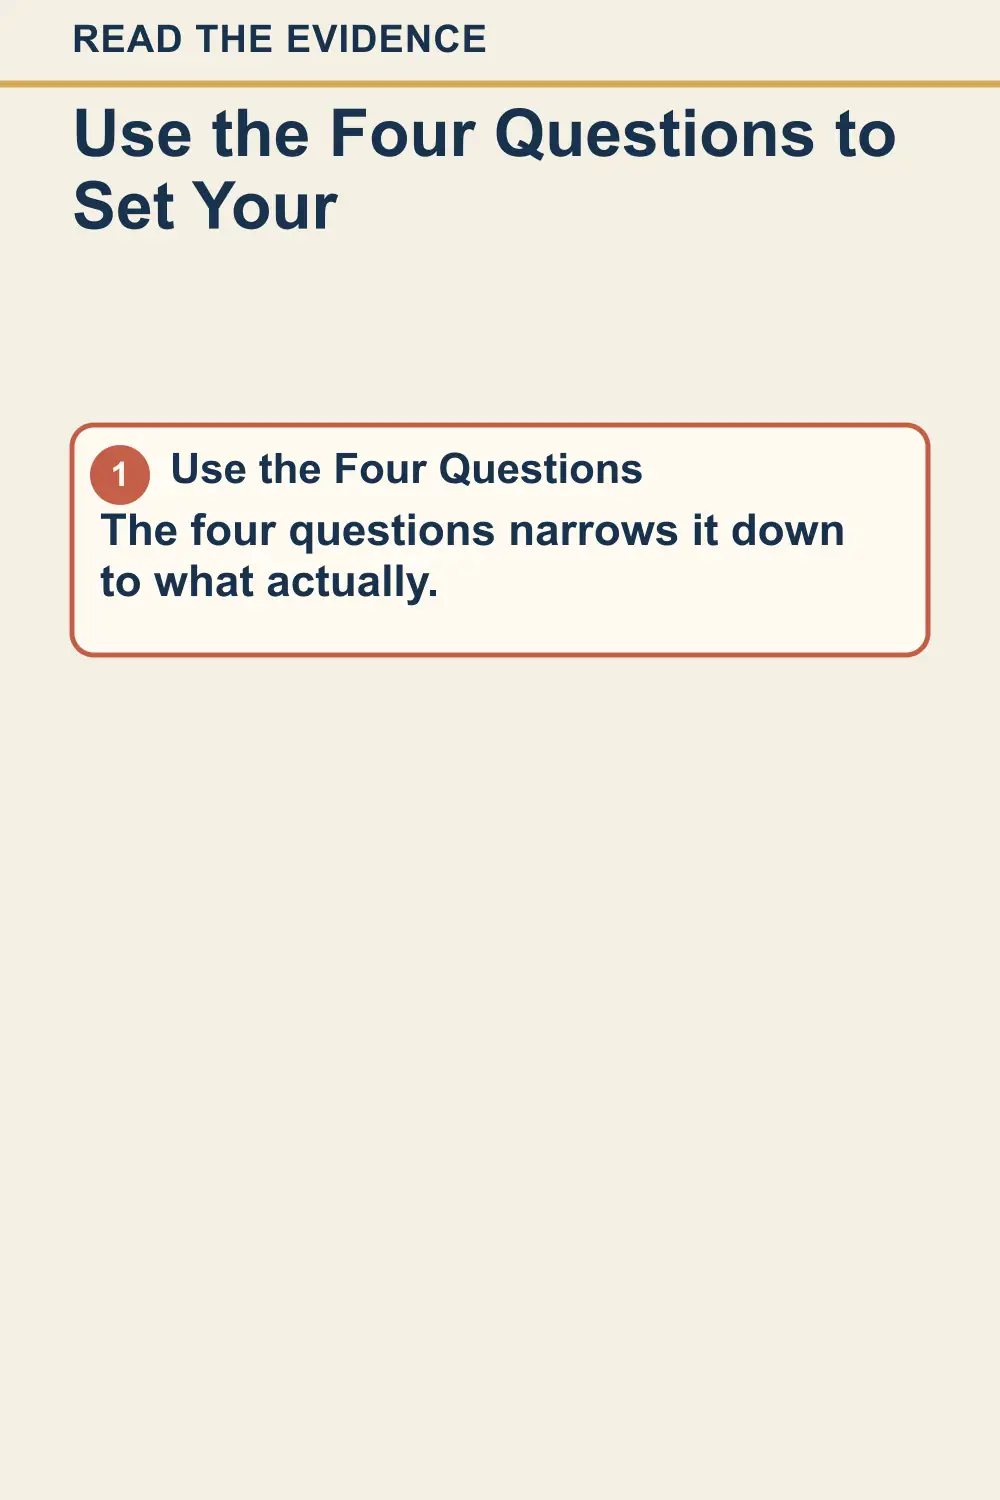 READ THE EVIDENCE
Use the Four Questions to
Set Your
1 Use the Four Questions
The four questions narrows it down
to what actually.